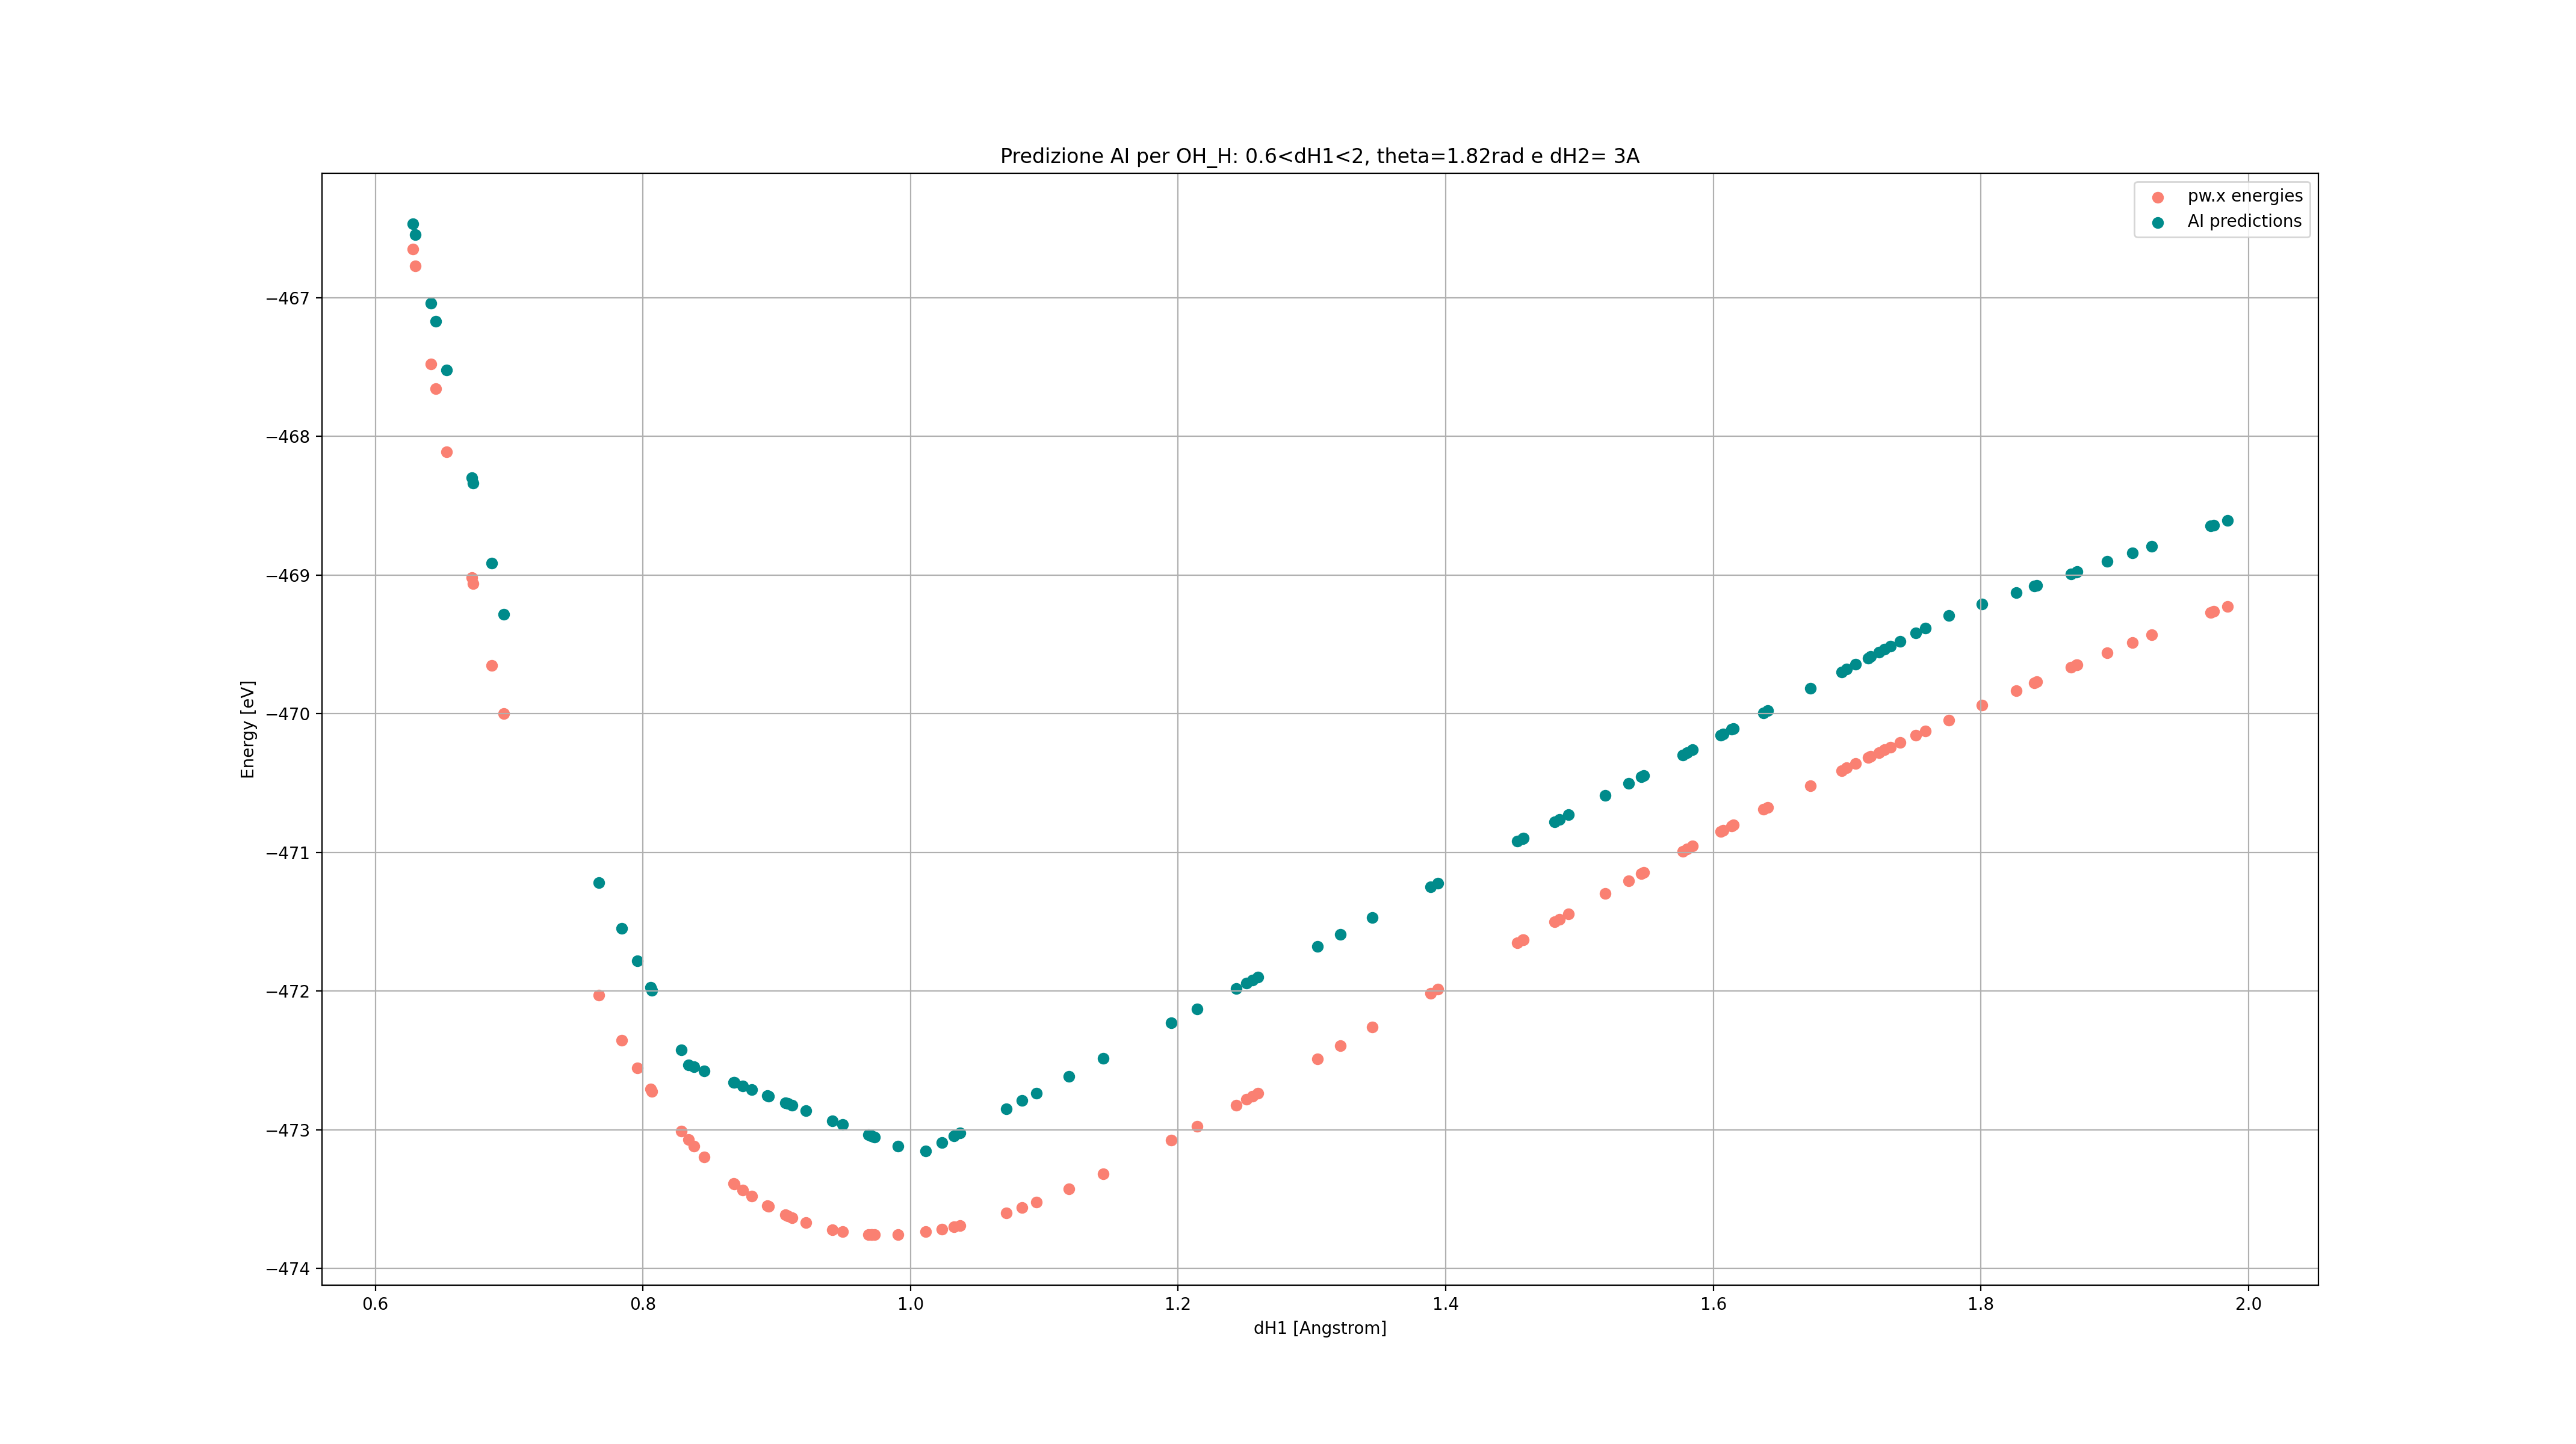 Predizione AI per OH_H: 0.6<dH1<2, theta=1.82rad e dH2= 3A
pw.x energies
AI predictions
−467
−468
−469
−470
−471
−472
−473
−474
Energy [eV]
0.6 0.8 1.0 1.2 1.4 1.6 1.8 2.0
dH1 [Angstrom]